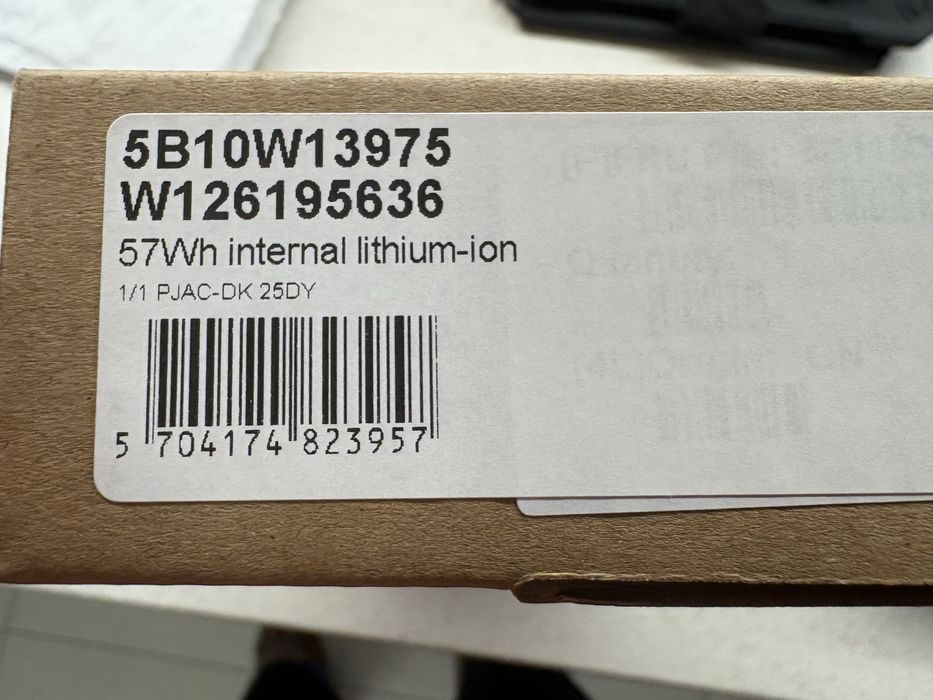 5B10W13975
W126195636
57Wh internal lithium-ion
1/1 PJAC-DK 25DY
5 704174 823957